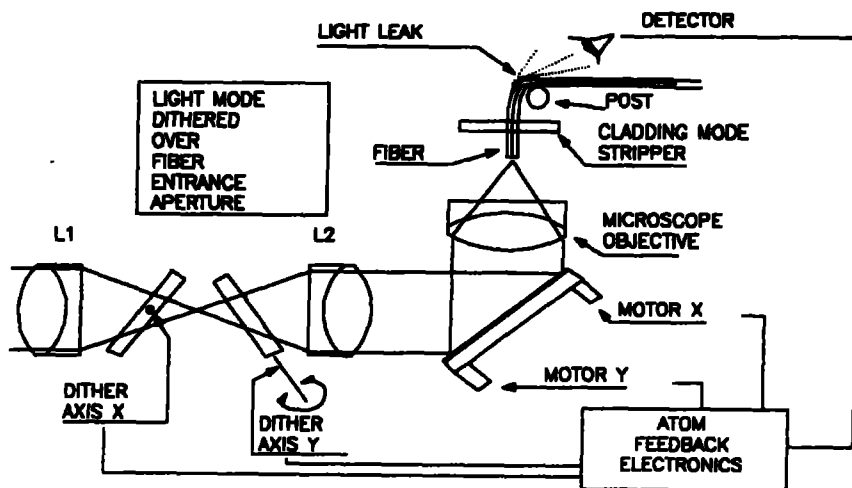 DETECTOR
LIGHT LEAK
LIGHT MODE
DITHERED
OVER
FIBER
ENTRANCE
APERTURE
POST
CLADDING MODE
STRIPPER
FIBER
MICROSCOPE
OBJECTIVE
L1
L2
MOTOR X
MOTOR Y
DITHER
AXIS X
DITHER
AXIS Y
ATOM
FEEDBACK
ELECTRONICS